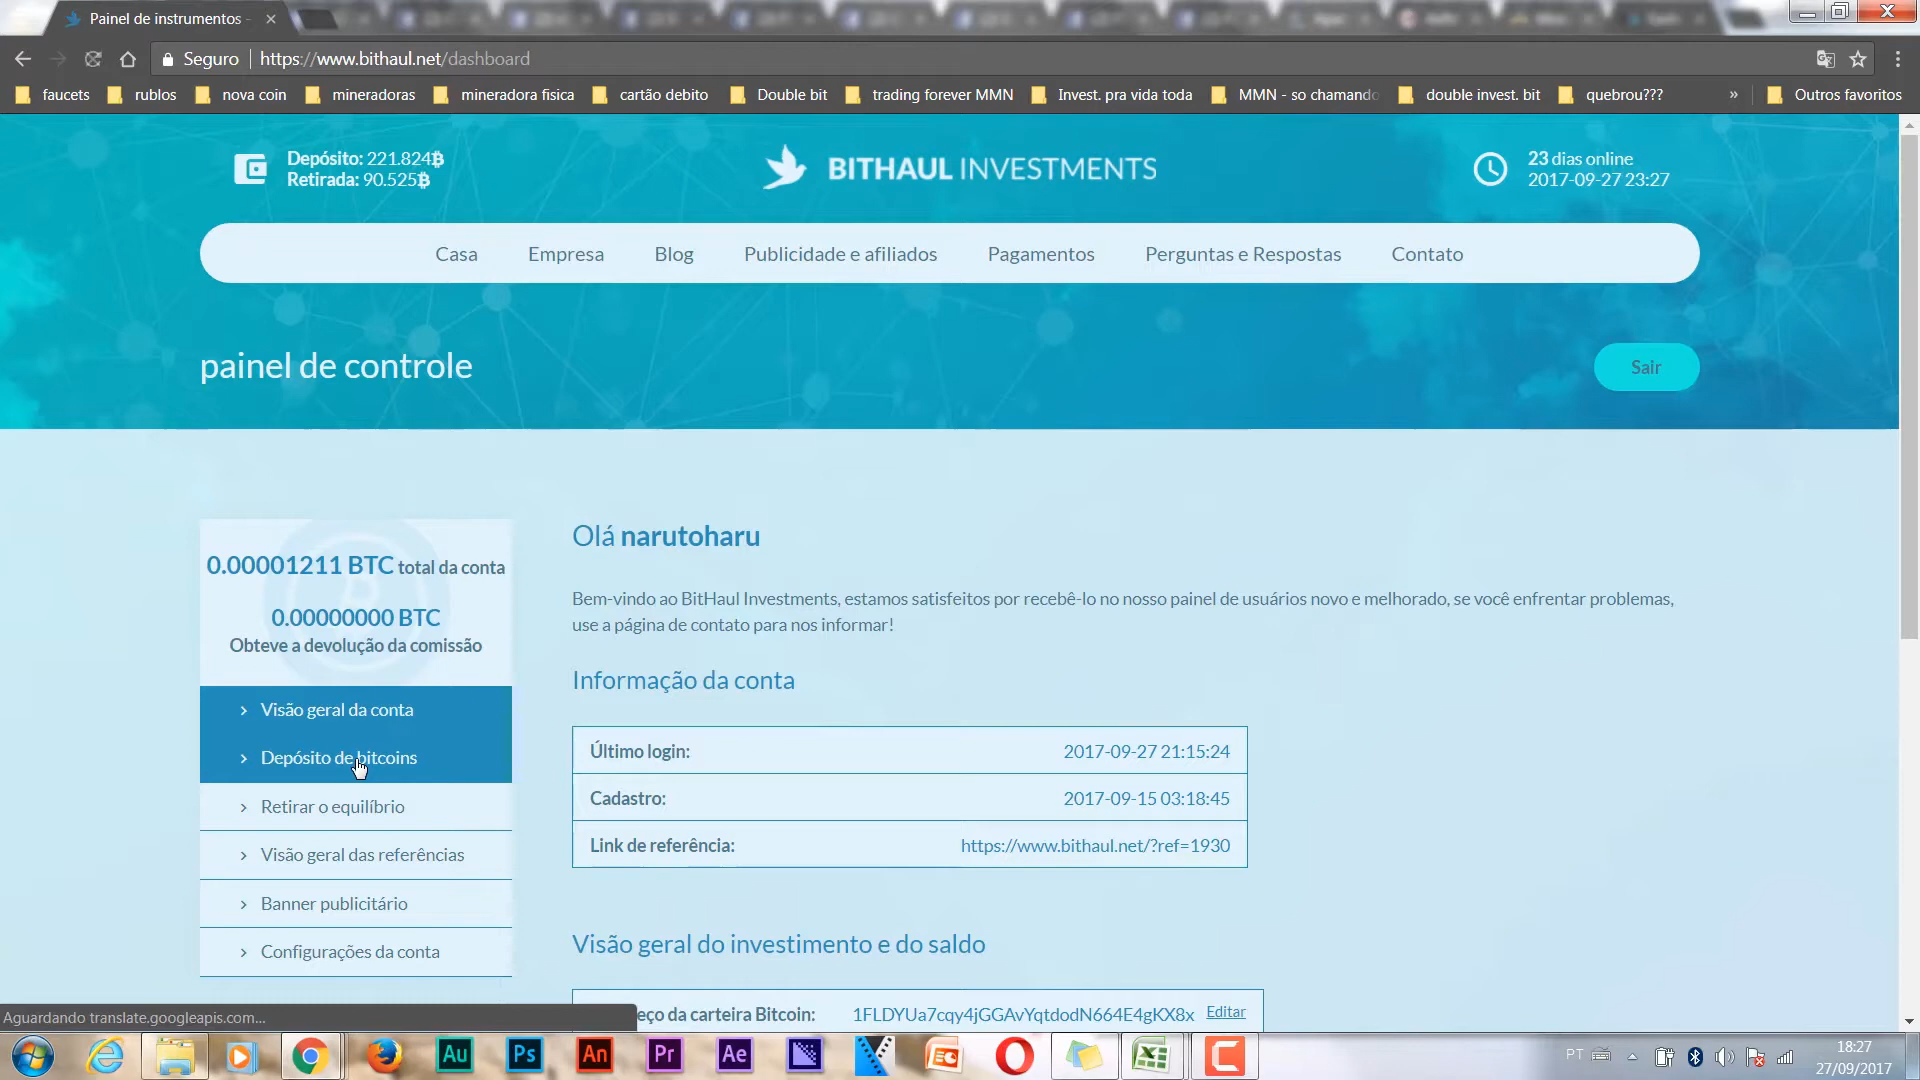 Painel de instrumentos -
Seguro https://www.bithaul.net/dashboard
faucets rublos nova coin mineradoras mineradora fisica cartão debito Double bit trading forever MMN Invest. pra vida toda MMN - so chamando double invest. bit quebrou??? » Outros favoritos
Depósito: 221.824₿
Retirada: 90.525₿
BITHAUL INVESTMENTS
23 dias online
2017-09-27 23:27
Casa Empresa Blog Publicidade e afiliados Pagamentos Perguntas e Respostas Contato
painel de controle
Sair
0.00001211 BTC total da conta
0.00000000 BTC
Obteve a devolução da comissão
Visão geral da conta
Depósito de bitcoins
Retirar o equilíbrio
Visão geral das referências
Banner publicitário
Configurações da conta
Olá narutoharu
Bem-vindo ao BitHaul Investments, estamos satisfeitos por recebê-lo no nosso painel de usuários novo e melhorado, se você enfrentar problemas,
use a página de contato para nos informar!
Informação da conta
Último login: 2017-09-27 21:15:24
Cadastro: 2017-09-15 03:18:45
Link de referência: https://www.bithaul.net/?ref=1930
Visão geral do investimento e do saldo
eço da carteira Bitcoin: 1FLDYUa7cqy4jGGAvYqtdodN664E4gKX8x Editar
Aguardando translate.googleapis.com...
Au Ps An Pr Ae
PT
18:27
27/09/2017